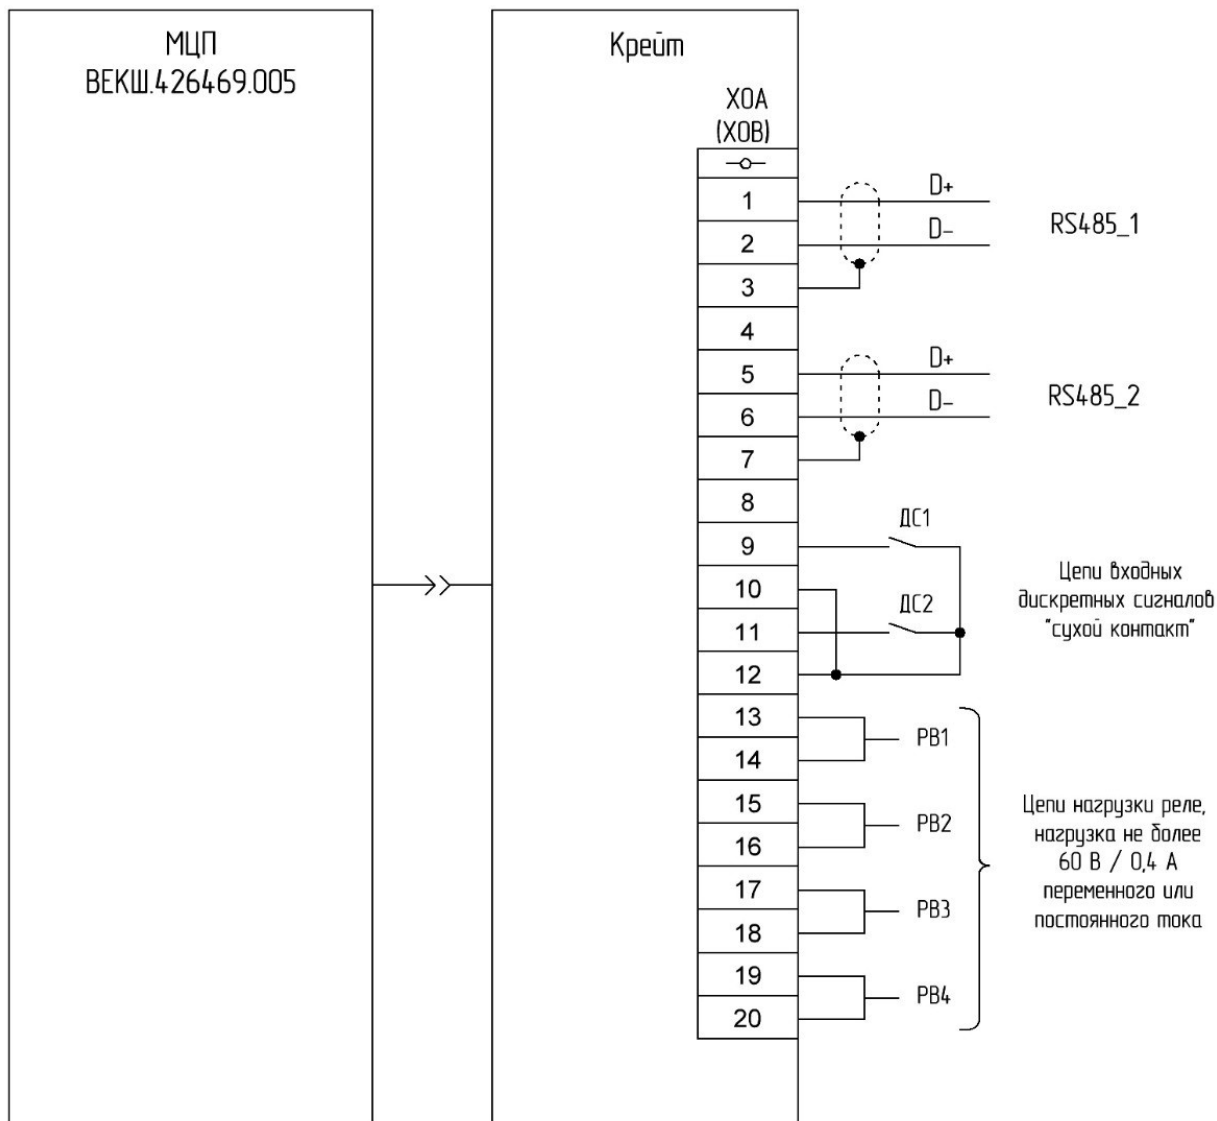 МЦП
ВЕКШ.426469.005
Крейт
X0A
(X0B)
1
2
3
4
5
6
7
8
9
10
11
12
13
14
15
16
17
18
19
20
D+
D-
RS485_1
D+
D-
RS485_2
ДС1
ДС2
Цепи входных
дискретных сигналов
"сухой контакт"
РВ1
РВ2
РВ3
РВ4
Цепи нагрузки реле,
нагрузка не более
60 В / 0,4 А
переменного или
постоянного тока